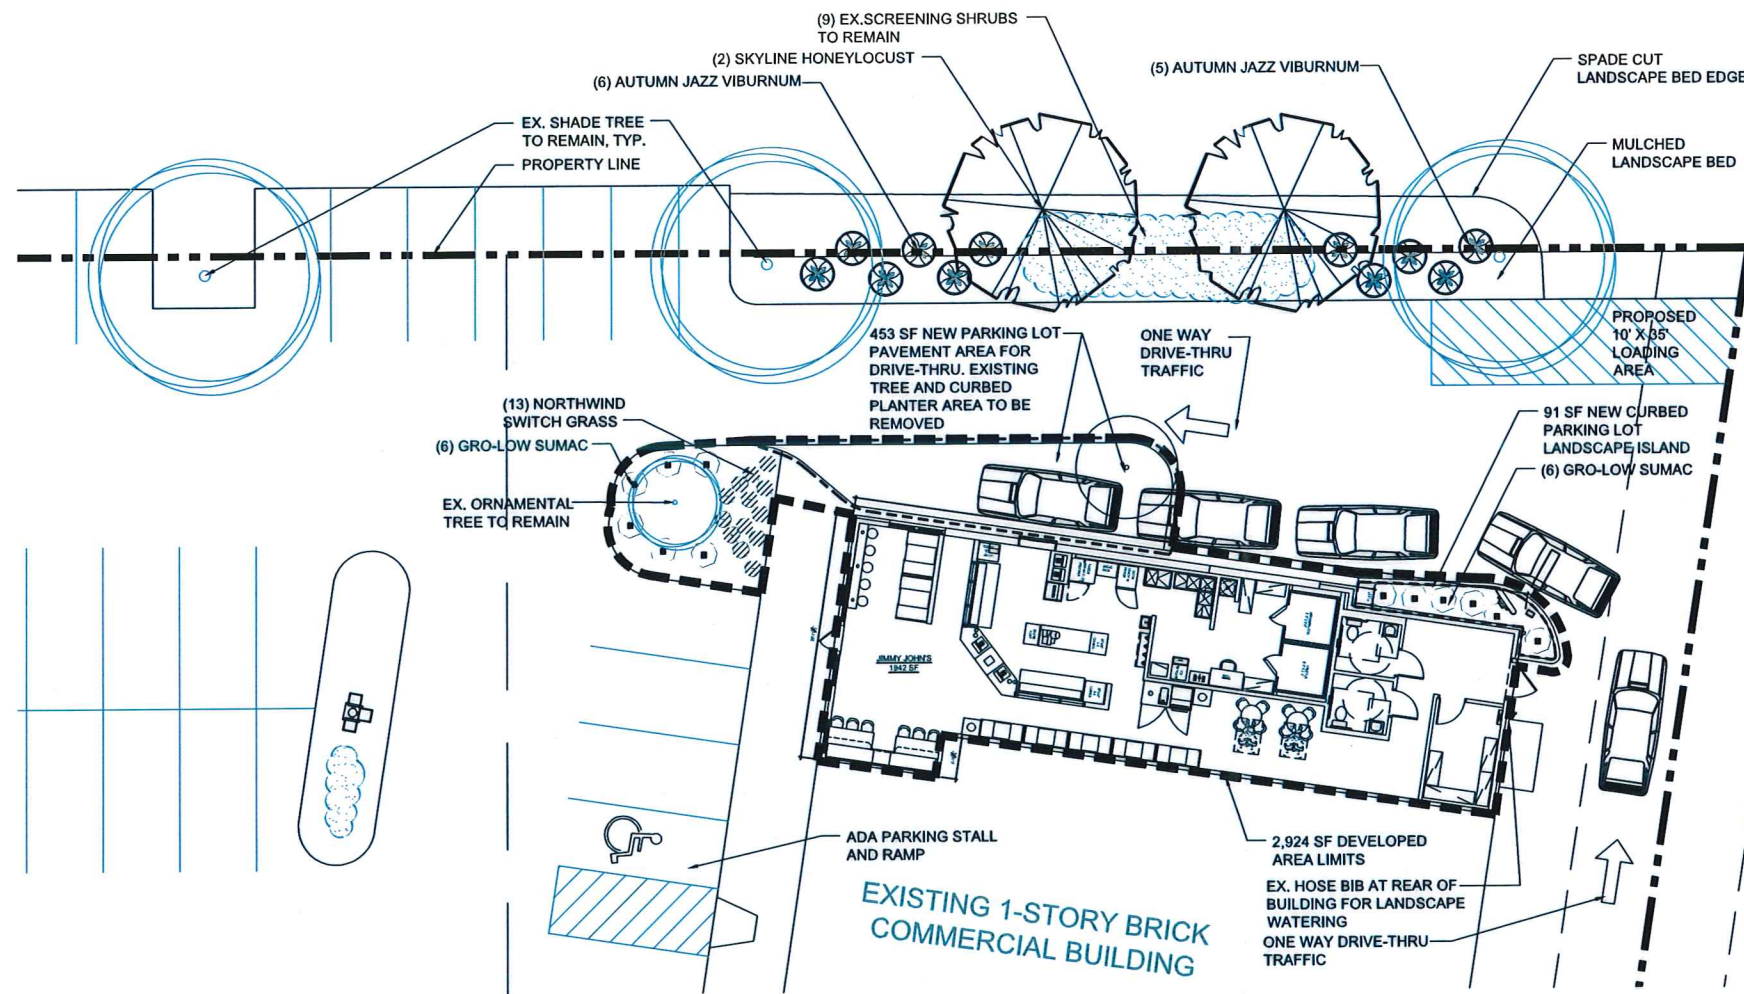 (9) EX.SCREENING SHRUBS
TO REMAIN
(2) SKYLINE HONEYLOCUST
(6) AUTUMN JAZZ VIBURNUM
(5) AUTUMN JAZZ VIBURNUM
SPADE CUT
LANDSCAPE BED EDGE
EX. SHADE TREE
TO REMAIN, TYP.
PROPERTY LINE
MULCHED
LANDSCAPE BED
453 SF NEW PARKING LOT
PAVEMENT AREA FOR
DRIVE-THRU. EXISTING
TREE AND CURBED
PLANTER AREA TO BE
REMOVED
ONE WAY
DRIVE-THRU
TRAFFIC
PROPOSED
10' X 35'
LOADING
AREA
(13) NORTHWIND
SWITCH GRASS
(6) GRO-LOW SUMAC
EX. ORNAMENTAL
TREE TO REMAIN
91 SF NEW CURBED
PARKING LOT
LANDSCAPE ISLAND
(6) GRO-LOW SUMAC
JIMMY JOHN'S
1942 SF
ADA PARKING STALL
AND RAMP
2,924 SF DEVELOPED
AREA LIMITS
EX. HOSE BIB AT REAR OF
BUILDING FOR LANDSCAPE
WATERING
ONE WAY DRIVE-THRU
TRAFFIC
EXISTING 1-STORY BRICK
COMMERCIAL BUILDING